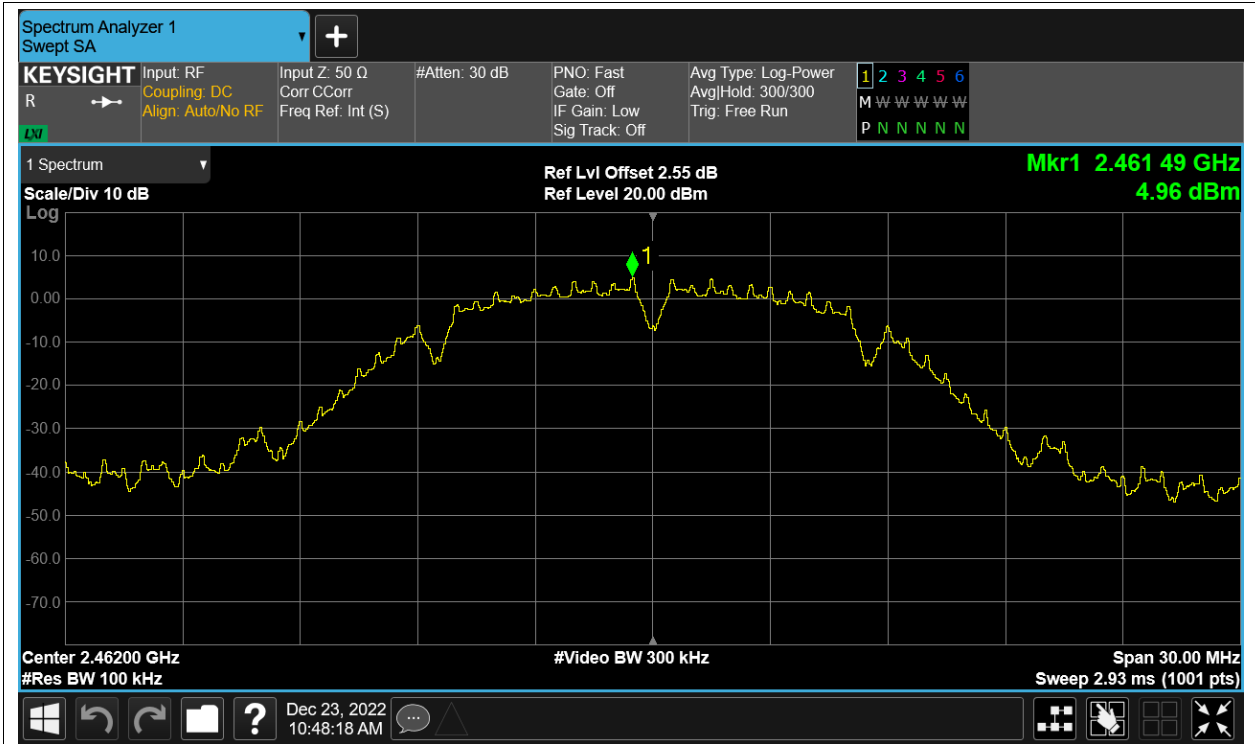 Spectrum Analyzer 1
Swept SA
KEYSIGHT
R
LXI
Input: RF
Coupling: DC
Align: Auto/No RF
Input Z: 50 Ω
Corr CCorr
Freq Ref: Int (S)
#Atten: 30 dB
PNO: Fast
Gate: Off
IF Gain: Low
Sig Track: Off
Avg Type: Log-Power
Avg|Hold: 300/300
Trig: Free Run
1 2 3 4 5 6
M W W W W W
P N N N N N
1 Spectrum
Scale/Div 10 dB
Ref Lvl Offset 2.55 dB
Ref Level 20.00 dBm
Mkr1 2.461 49 GHz
4.96 dBm
Log
1
10.0
0.00
-10.0
-20.0
-30.0
-40.0
-50.0
-60.0
-70.0
Center 2.46200 GHz
#Res BW 100 kHz
#Video BW 300 kHz
Span 30.00 MHz
Sweep 2.93 ms (1001 pts)
?
Dec 23, 2022
10:48:18 AM